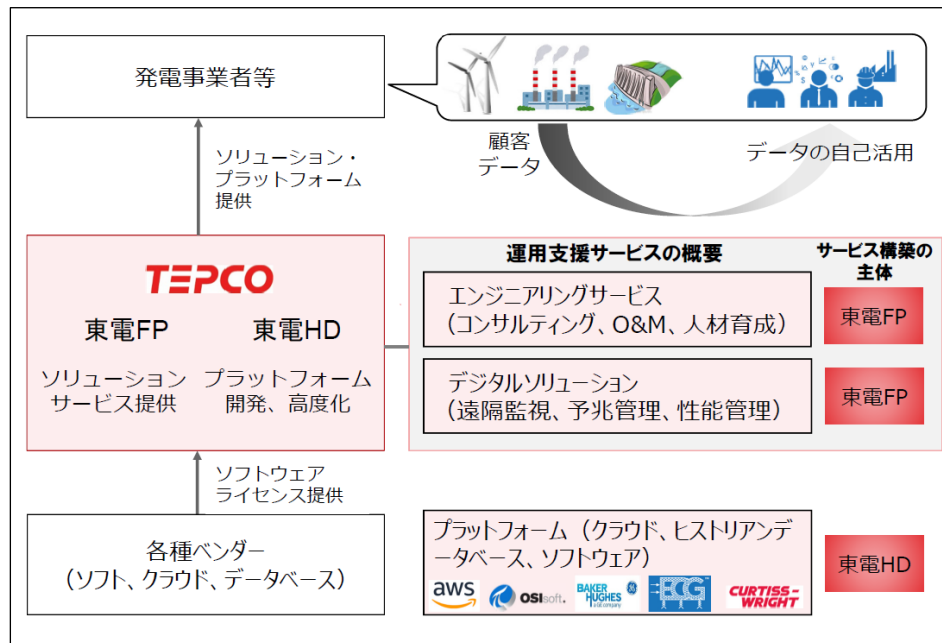 発電事業者等
顧客
データ
データの自己活用
ソリューション・
プラットフォーム
提供
TEPCO
東電FP
東電HD
ソリューション
サービス提供
プラットフォーム
開発、高度化
運用支援サービスの概要
サービス構築の
主体
エンジニアリングサービス
（コンサルティング、O&M、人材育成）
東電FP
デジタルソリューション
（遠隔監視、予兆管理、性能管理）
東電FP
ソフトウェア
ライセンス提供
各種ベンダー
（ソフト、クラウド、データベース）
プラットフォーム（クラウド、ヒストリアンデ
ータベース、ソフトウェア）
東電HD
aws
OSIsoft.
BAKER
HUGHES
a GE company
ECG
CURTISS-
WRIGHT